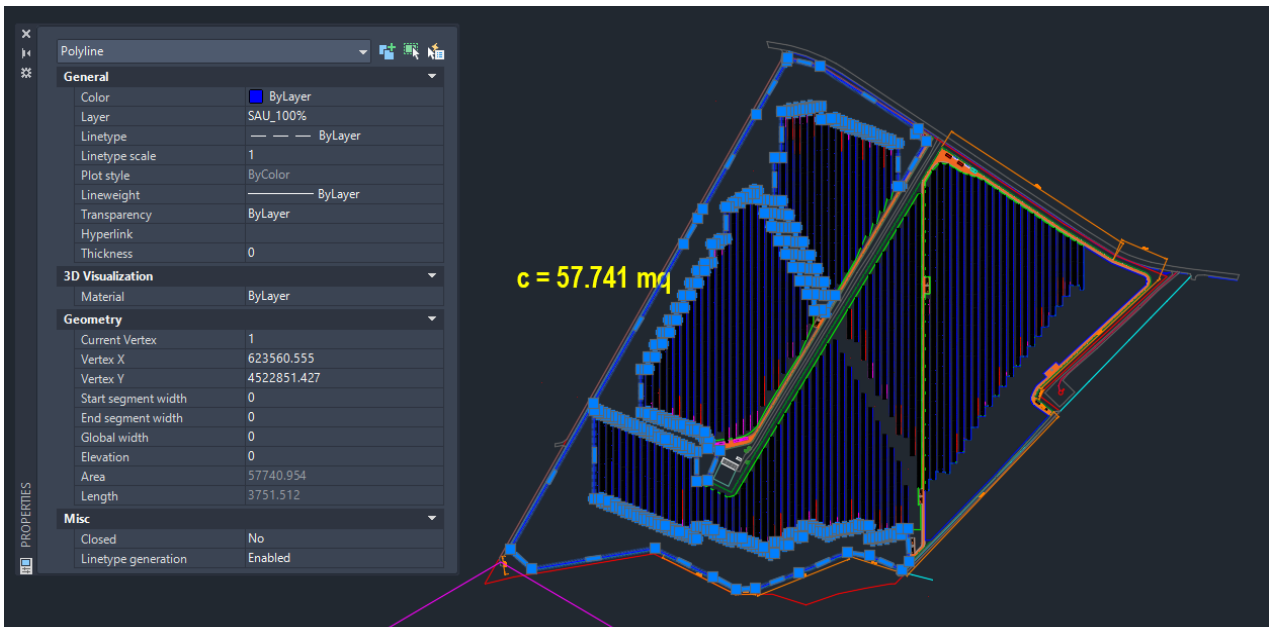 Polyline
General
Color ByLayer
Layer SAU_100%
Linetype ByLayer
Linetype scale 1
Plot style ByColor
Lineweight ByLayer
Transparency ByLayer
Hyperlink
Thickness 0
3D Visualization
Material ByLayer
Geometry
Current Vertex 1
Vertex X 623560.555
Vertex Y 4522851.427
Start segment width 0
End segment width 0
Global width 0
Elevation 0
Area 57740.954
Length 3751.512
Misc
Closed No
Linetype generation Enabled
PROPERTIES
c = 57.741 mq